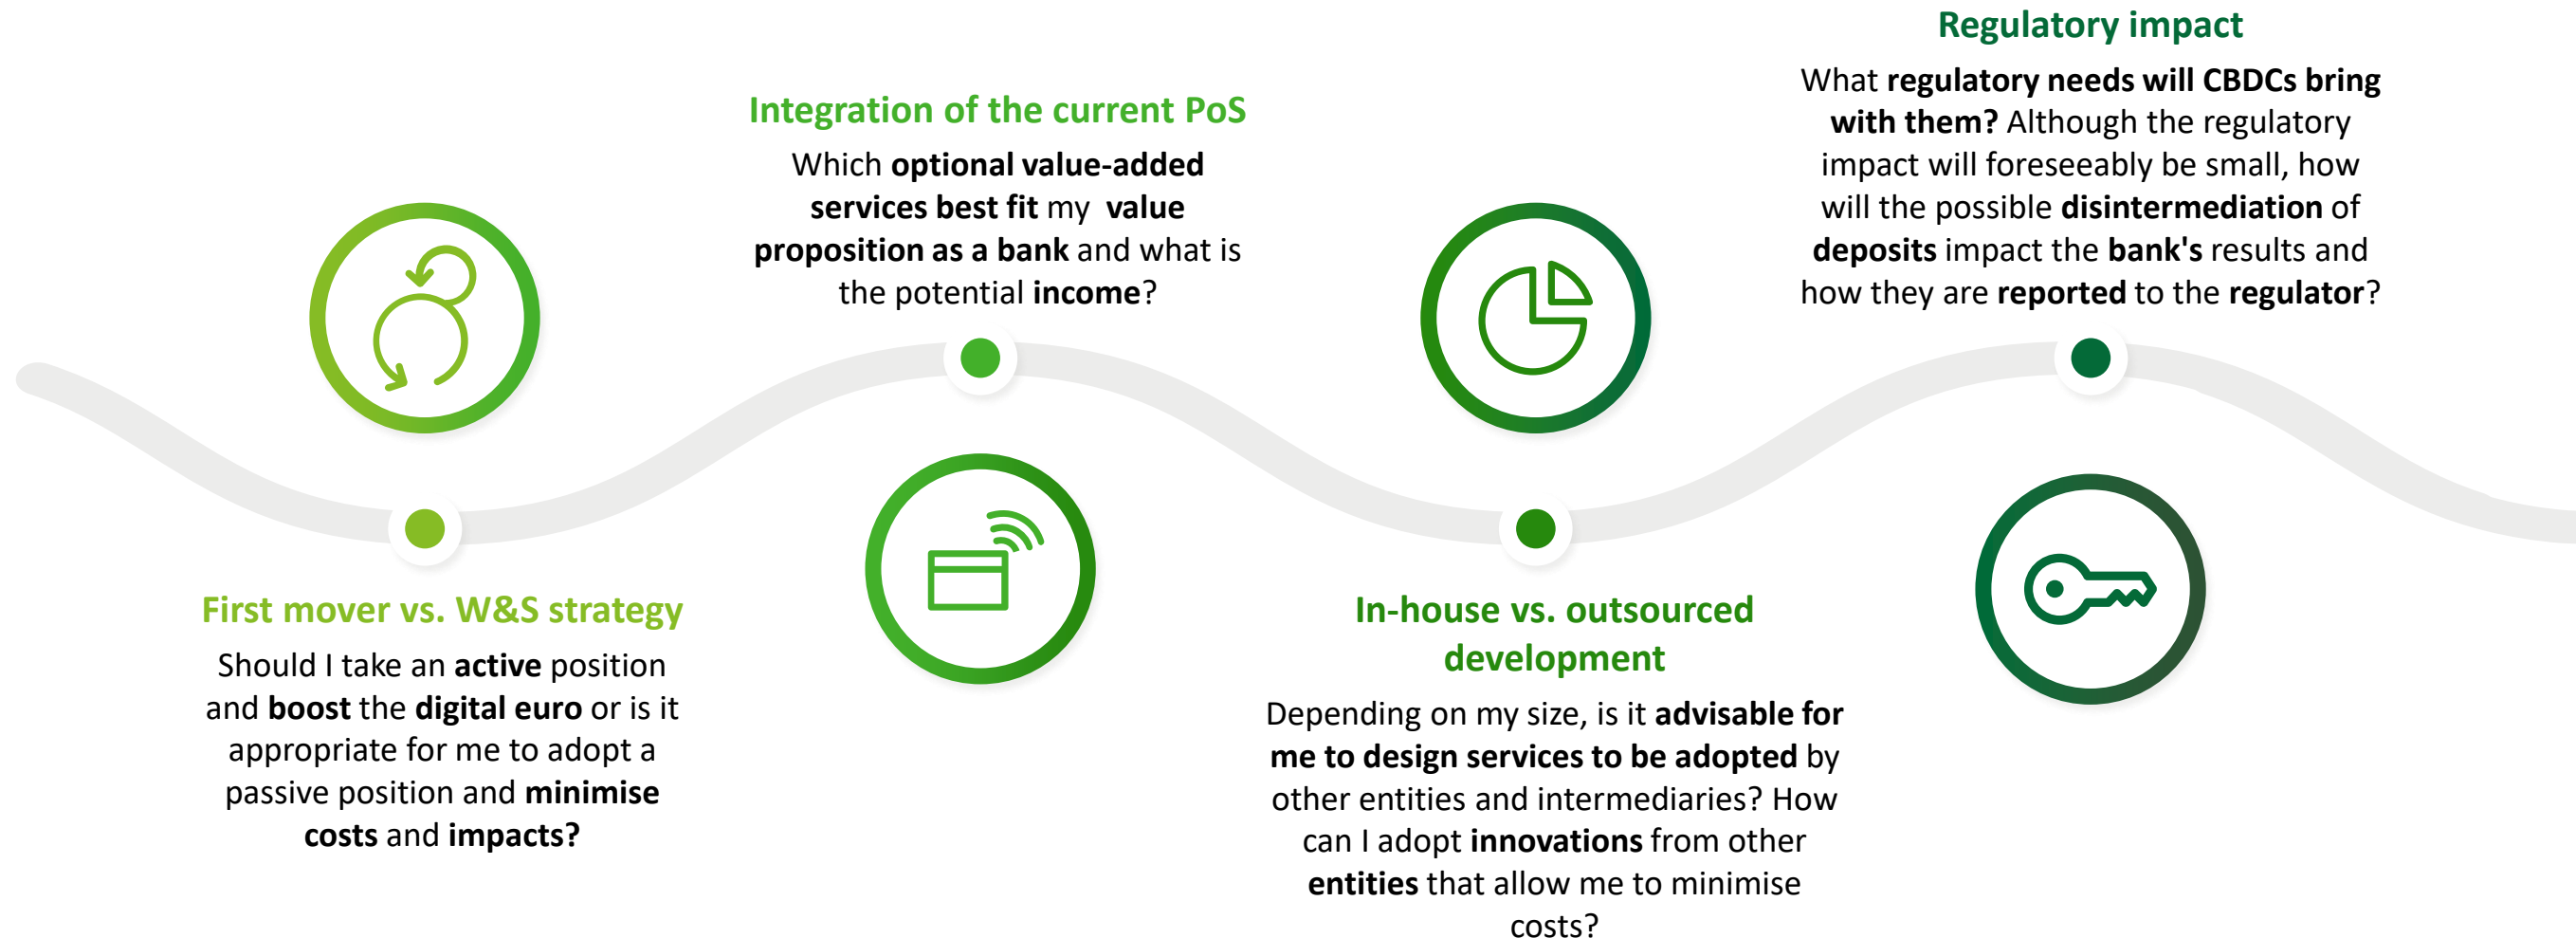 First mover vs. W&S strategy
Should I take an active position
and boost the digital euro or is it
appropriate for me to adopt a
passive position and minimise
costs and impacts?
Integration of the current PoS
Which optional value-added
services best fit my value
proposition as a bank and what is
the potential income?
In-house vs. outsourced
development
Depending on my size, is it advisable for
me to design services to be adopted by
other entities and intermediaries? How
can I adopt innovations from other
entities that allow me to minimise
costs?
Regulatory impact
What regulatory needs will CBDCs bring
with them? Although the regulatory
impact will foreseeably be small, how
will the possible disintermediation of
deposits impact the bank's results and
how they are reported to the regulator?